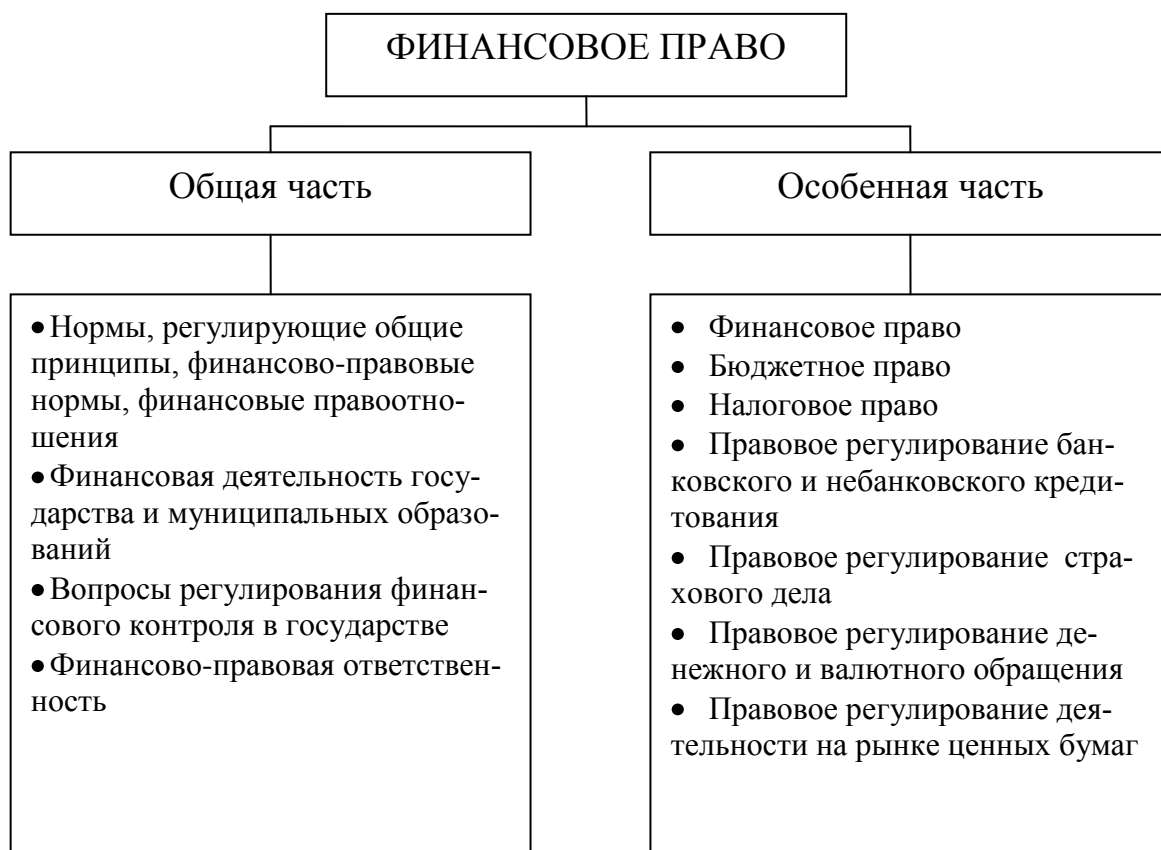 ФИНАНСОВОЕ ПРАВО
Общая часть
Особенная часть
• Нормы, регулирующие общие
принципы, финансово-правовые
нормы, финансовые правоотно-
шения
• Финансовая деятельность госу-
дарства и муниципальных образо-
ваний
• Вопросы регулирования финан-
сового контроля в государстве
• Финансово-правовая ответствен-
ность
• Финансовое право
• Бюджетное право
• Налоговое право
• Правовое регулирование бан-
ковского и небанковского креди-
тования
• Правовое регулирование страх-
ового дела
• Правовое регулирование де-
нежного и валютного обращения
• Правовое регулирование дея-
тельности на рынке ценных бумаг